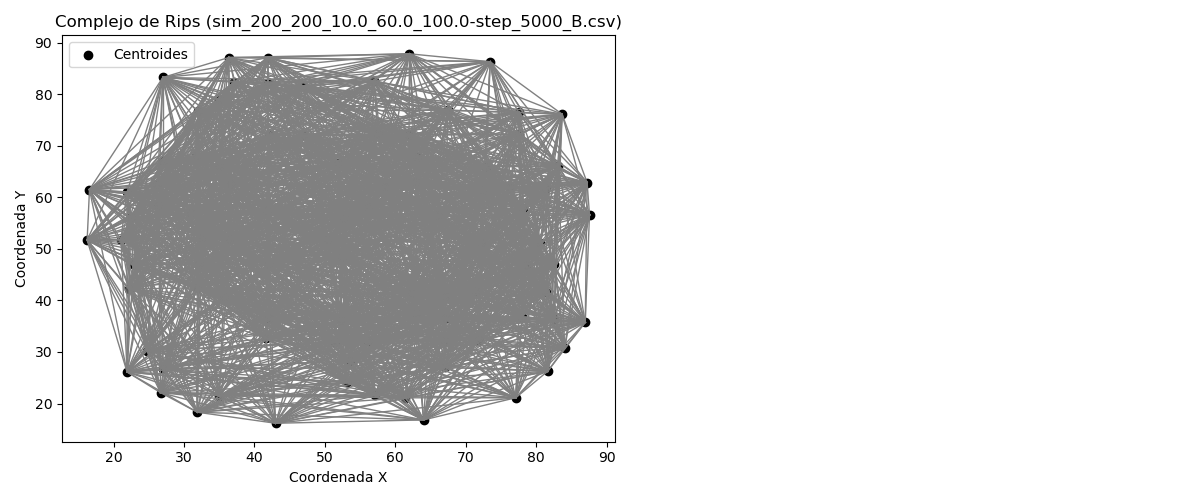 Complejo de Rips (sim_200_200_10.0_60.0_100.0-step_5000_B.csv)
Centroides
90
80
70
60
50
40
30
20
Coordenada Y
20 30 40 50 60 70 80 90
Coordenada X